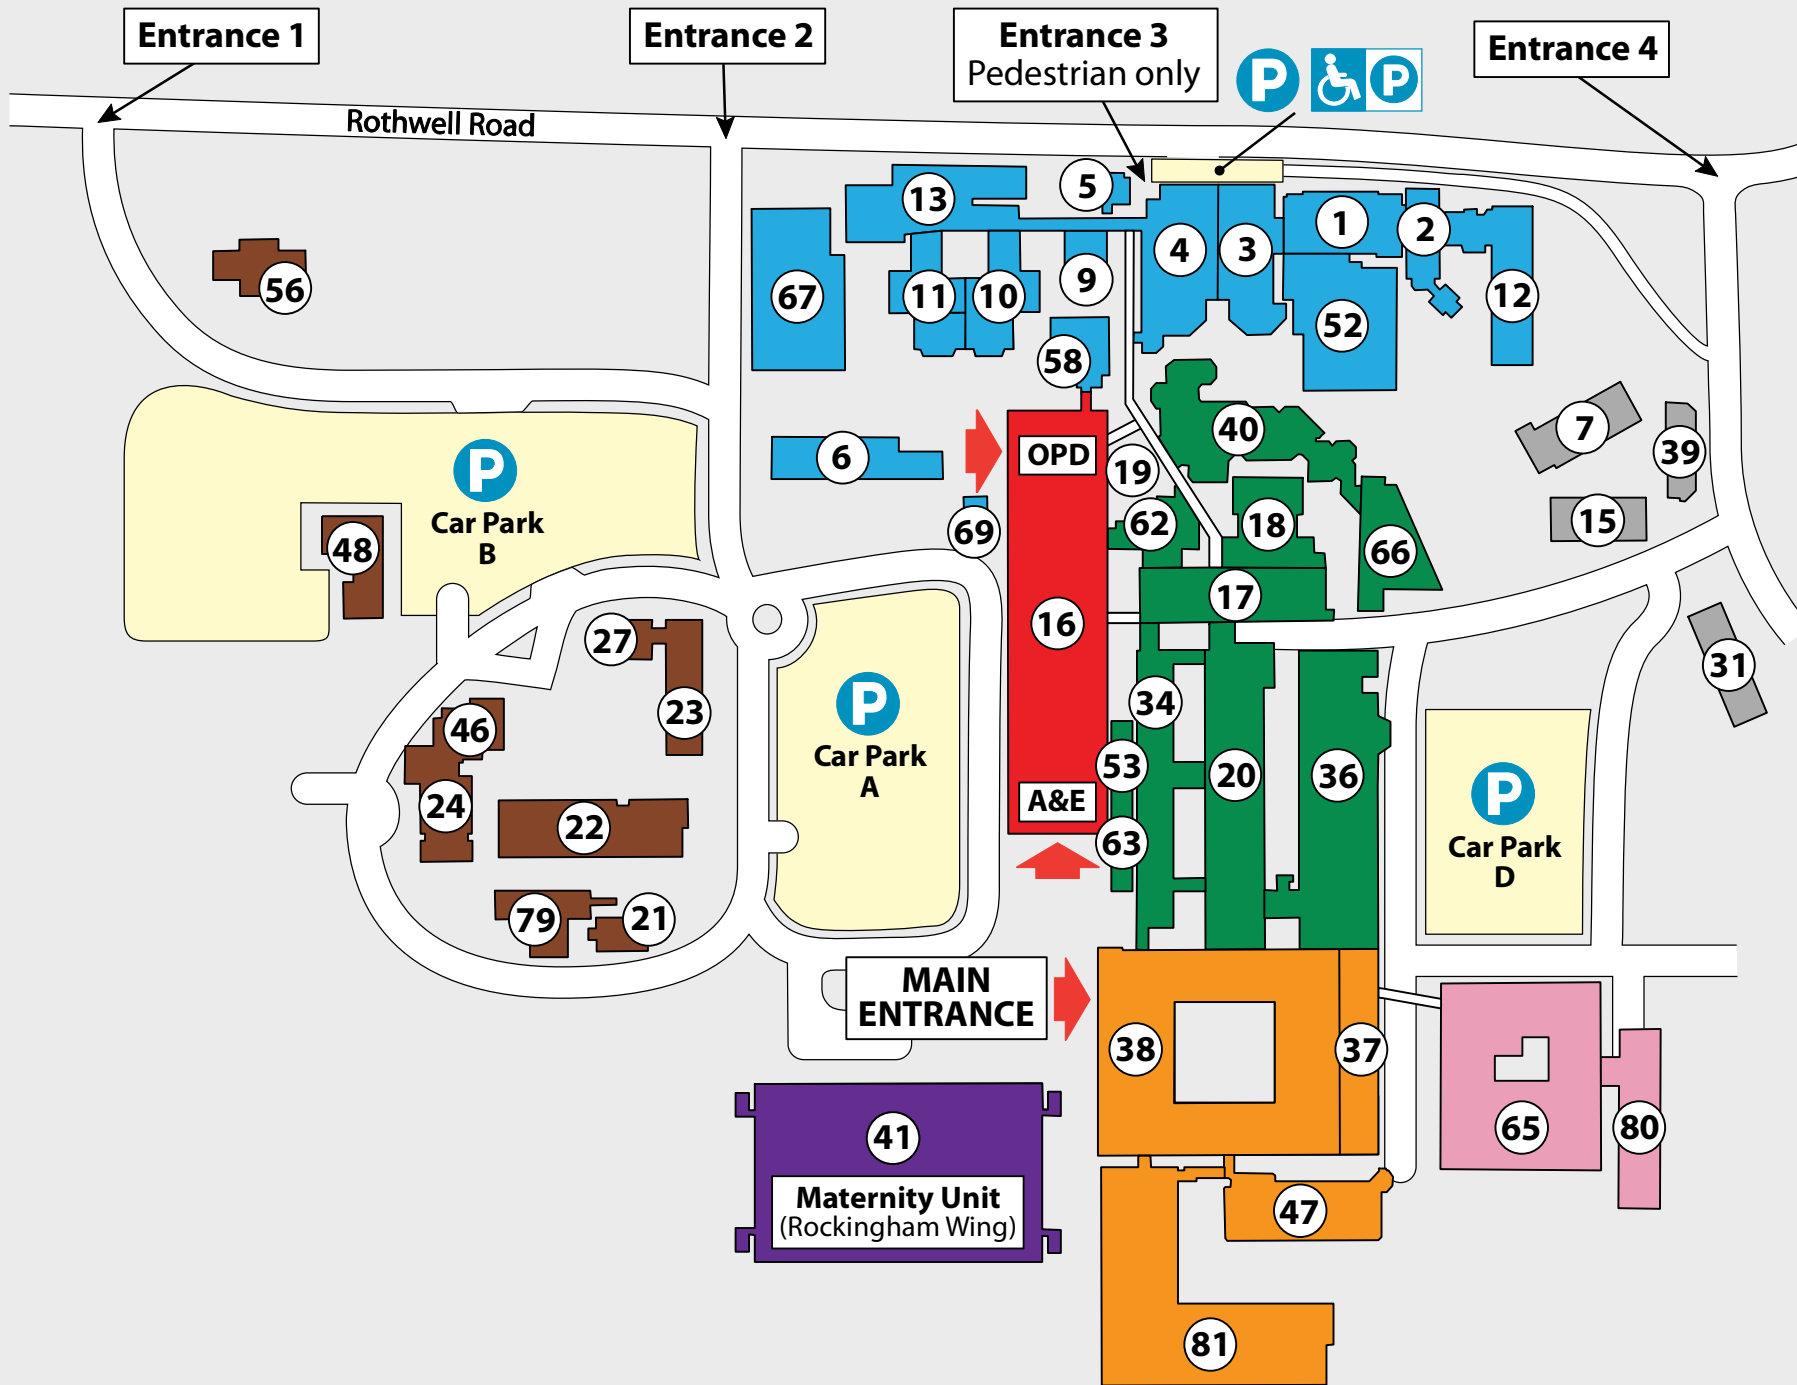 Entrance 1
Entrance 2
Entrance 3
Pedestrian only
P
P
Entrance 4
Rothwell Road
5
13
1
2
4
3
56
67
11
10
9
12
52
58
7
40
39
6
OPD
19
P
Car Park
B
69
62
18
15
48
66
17
16
27
31
34
23
P
Car Park
A
46
53
20
36
P
Car Park
D
A&E
24
22
63
79
21
MAIN
ENTRANCE
38
37
65
80
41
Maternity Unit
(Rockingham Wing)
47
81